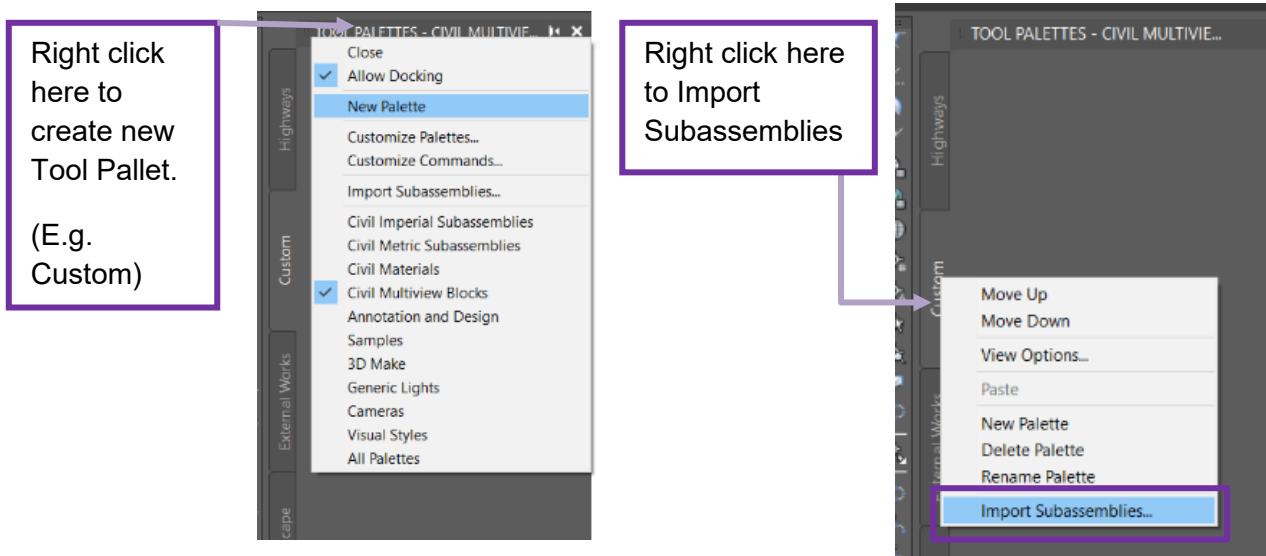 Right click
here to
create new
Tool Pallet.
(E.g.
Custom)
TOOL PALETTES - CIVIL MULTIVIE...
Close
Allow Docking
New Palette
Customize Palettes...
Customize Commands...
Import Subassemblies...
Civil Imperial Subassemblies
Civil Metric Subassemblies
Civil Materials
Civil Multiview Blocks
Annotation and Design
Samples
3D Make
Generic Lights
Cameras
Visual Styles
All Palettes
Highways
Custom
External Works
cape
Right click here
to Import
Subassemblies
TOOL PALETTES - CIVIL MULTIVIE...
Highways
Custom
Move Up
Move Down
View Options...
Paste
New Palette
Delete Palette
Rename Palette
Import Subassemblies...